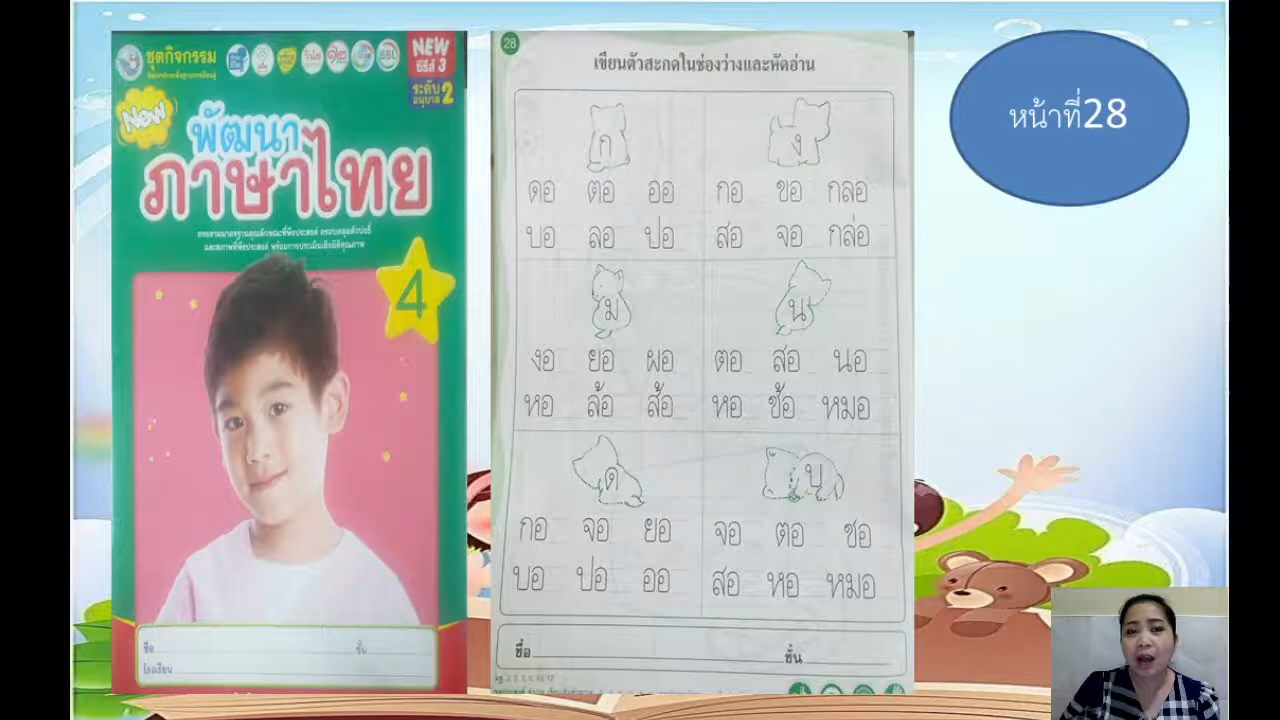 ชุดกิจกรรม
BBL
NEW
ซีรีส์ 3
ระดับ
อนุบาล 2
New
พัฒนา
ภาษาไทย
4
ชื่อ ชั้น
โรงเรียน
28
เขียนตัวสะกดในช่องว่างและหัดอ่าน
ก ง
ดอ ตอ ออ กอ ขอ กลอ
บอ ลอ ปอ สอ จอ กล่อ
ม น
งอ ยอ ผอ ตอ สอ นอ
หอ ล้อ ส้อ หอ ช้อ หมอ
ด บ
กอ จอ ยอ จอ ตอ ชอ
บอ ปอ ออ สอ หอ หมอ
ชื่อ ชั้น
หน้าที่28